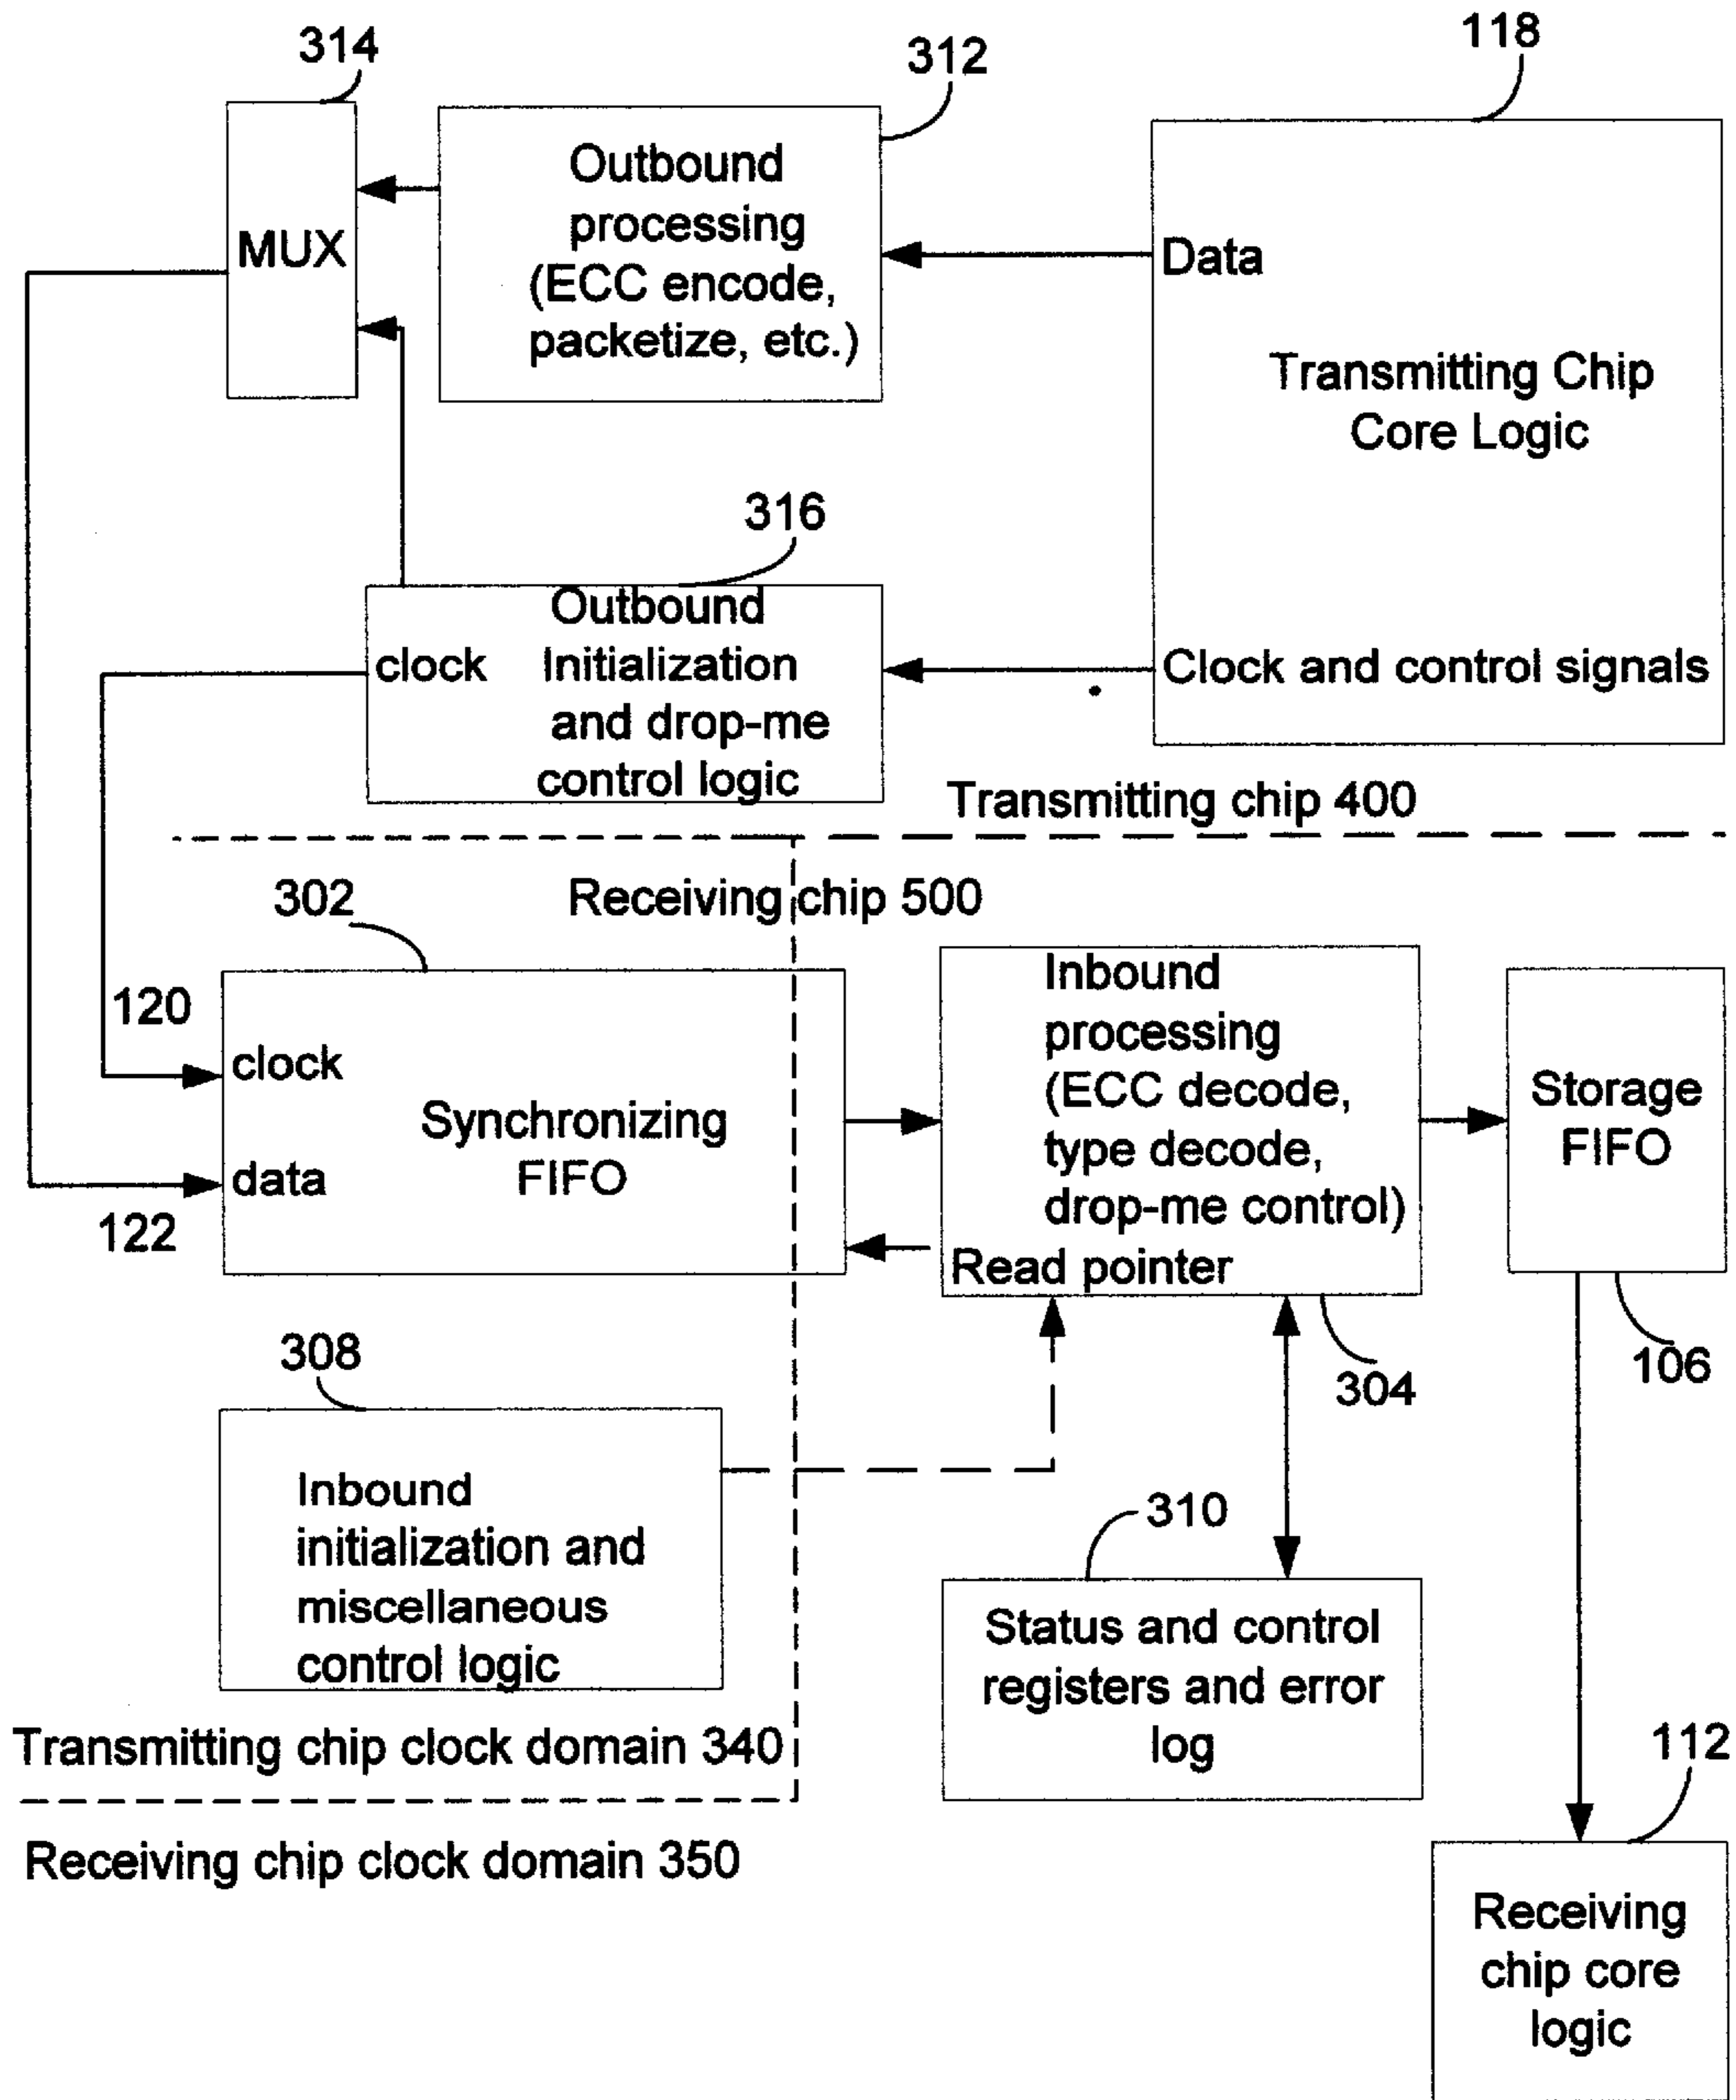 314
312
118
MUX
Outbound
processing
(ECC encode,
packetize, etc.)
Data
Transmitting Chip
Core Logic
316
clock
Outbound
Initialization
and drop-me
control logic
Clock and control signals
Transmitting chip 400
Receiving chip 500
302
120
clock
Synchronizing
FIFO
data
122
Inbound
processing
(ECC decode,
type decode,
drop-me control)
Read pointer
Storage
FIFO
308
304
106
Inbound
initialization and
miscellaneous
control logic
310
Status and control
registers and error
log
Transmitting chip clock domain 340
112
Receiving chip clock domain 350
Receiving
chip core
logic